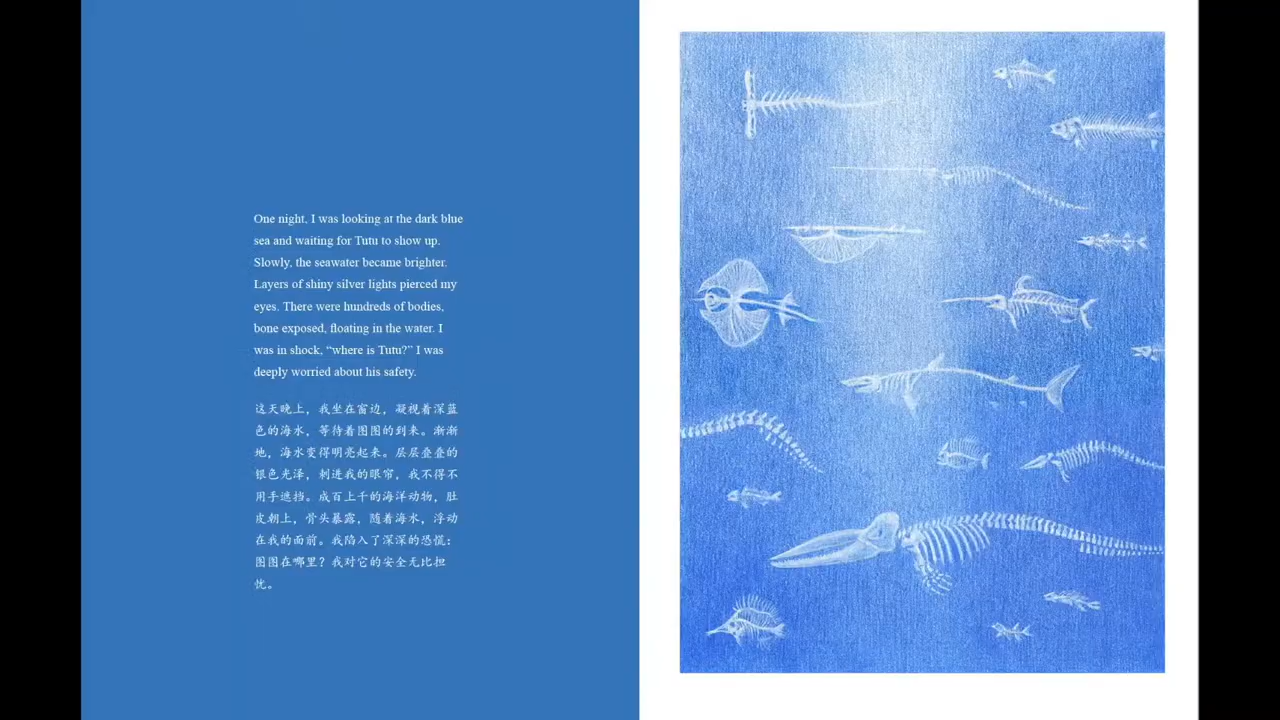 One night, I was looking at the dark blue
sea and waiting for Tutu to show up.
Slowly, the seawater became brighter.
Layers of shiny silver lights pierced my
eyes. There were hundreds of bodies,
bone exposed, floating in the water. I
was in shock, “where is Tutu?” I was
deeply worried about his safety.
这天晚上，我坐在窗边，凝视着深蓝
色的海水，等待着图图的到来。渐渐
地，海水变得明亮起来。层层叠叠的
银色光泽，刺进我的眼帘，我不得不
用手遮挡。成百上千的海洋动物，肚
皮朝上，骨头暴露，随着海水，浮动
在我的面前。我陷入了深深的恐慌：
图图在哪里？我对它的安全无比担
忧。